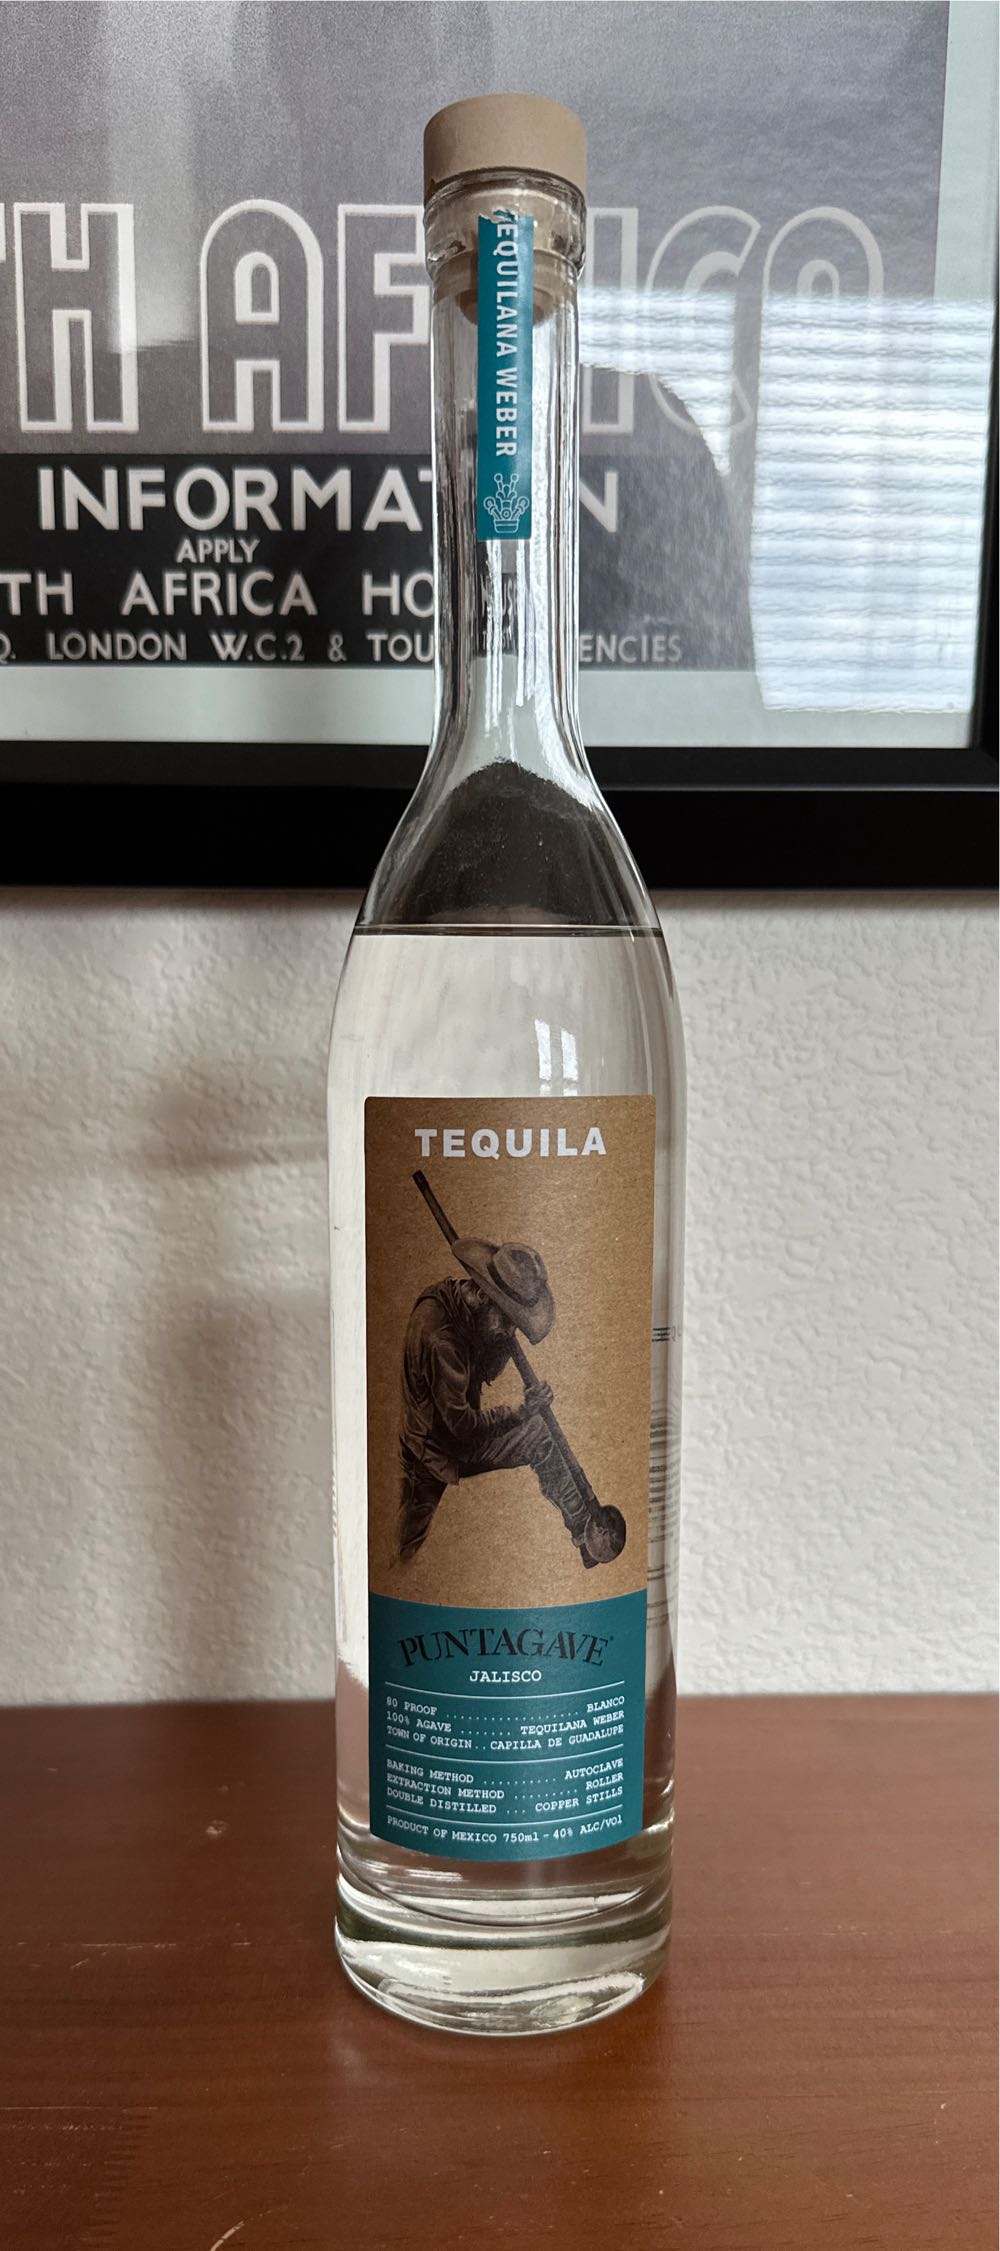 TH AFRICA
INFORMAT N
APPLY
TH AFRICA HO
Q. LONDON W.C.2 & TOU ENCIES
TEQUILANA WEBER
TEQUILA
PUNTAGAVE
JALISCO
80 PROOF .................... BLANCO
100% AGAVE ....... TEQUILANA WEBER
TOWN OF ORIGIN.. CAPILLA DE GUADALUPE
BAKING METHOD .......... AUTOCLAVE
EXTRACTION METHOD ......... ROLLER
DOUBLE DISTILLED ... COPPER STILLS
PRODUCT OF MEXICO 750ml - 40% ALC/VOl